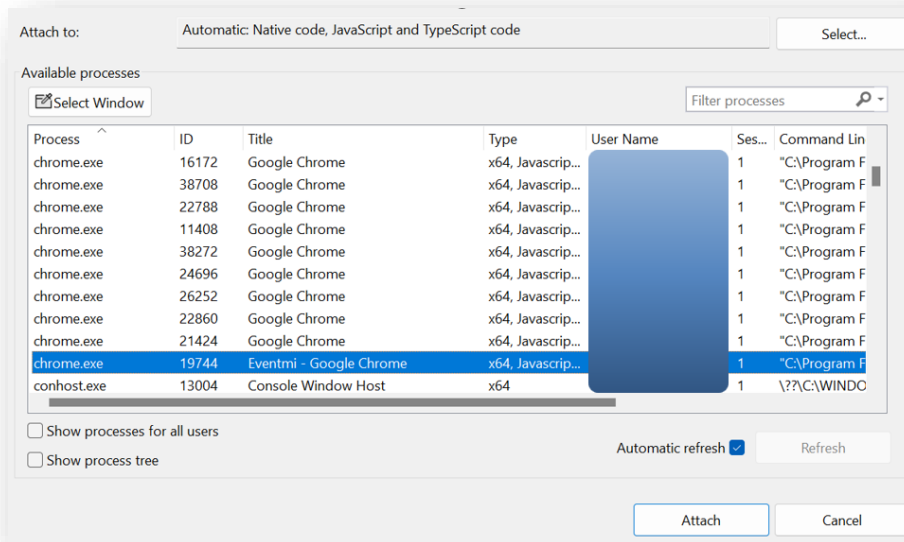 Attach to: Automatic: Native code, JavaScript and TypeScript code Select...
Available processes
Select Window Filter processes
Process ID Title Type User Name Ses... Command Lin
chrome.exe 16172 Google Chrome x64, Javascrip... 1 "C:\Program F
chrome.exe 38708 Google Chrome x64, Javascrip... 1 "C:\Program F
chrome.exe 22788 Google Chrome x64, Javascrip... 1 "C:\Program F
chrome.exe 11408 Google Chrome x64, Javascrip... 1 "C:\Program F
chrome.exe 38272 Google Chrome x64, Javascrip... 1 "C:\Program F
chrome.exe 24696 Google Chrome x64, Javascrip... 1 "C:\Program F
chrome.exe 26252 Google Chrome x64, Javascrip... 1 "C:\Program F
chrome.exe 22860 Google Chrome x64, Javascrip... 1 "C:\Program F
chrome.exe 21424 Google Chrome x64, Javascrip... 1 "C:\Program F
chrome.exe 19744 Eventmi - Google Chrome x64, Javascrip... 1 "C:\Program F
conhost.exe 13004 Console Window Host x64 1 \??\C:\WINDO
Show processes for all users
Automatic refresh Refresh
Show process tree
Attach Cancel